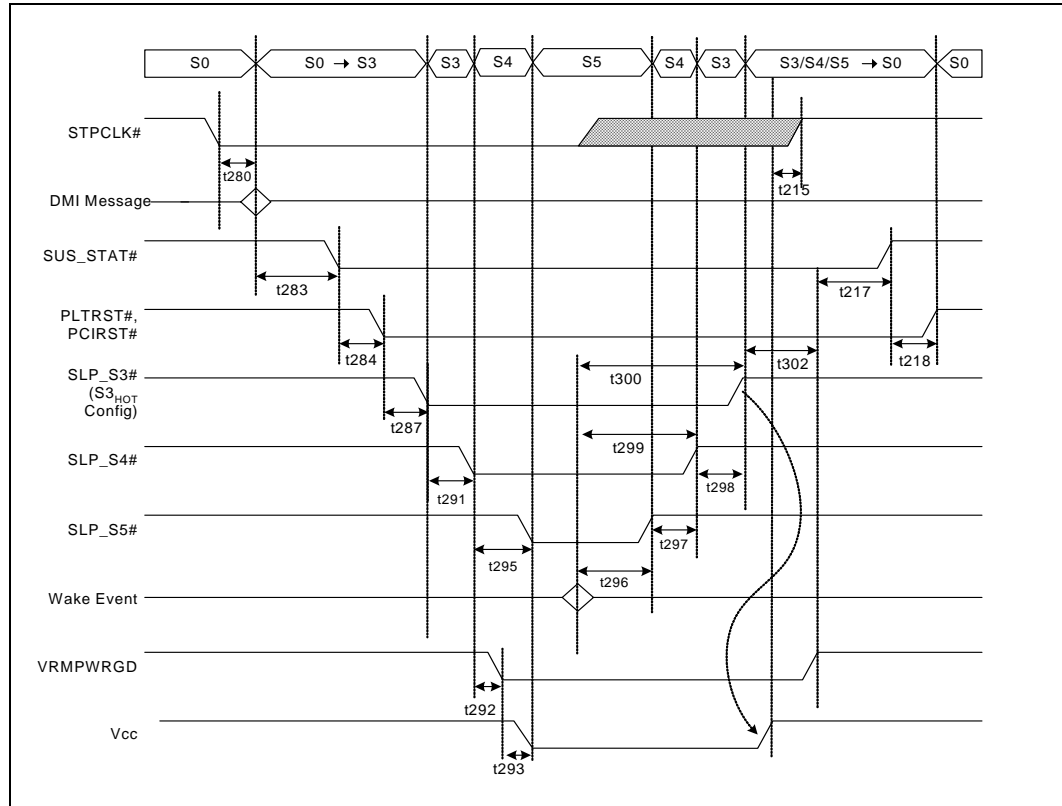 S0 S0 → S3 S3 S4 S5 S4 S3 S3/S4/S5 → S0 S0
STPCLK#
t280
t215
DMI Message
SUS_STAT#
t283
t217
PLTRST#,
PCIRST#
t284
t302
t218
SLP_S3#
(S3HOT
Config)
t300
t287
t299
SLP_S4#
t291
t298
SLP_S5#
t297
t295
t296
Wake Event
VRMPWRGD
t292
Vcc
t293